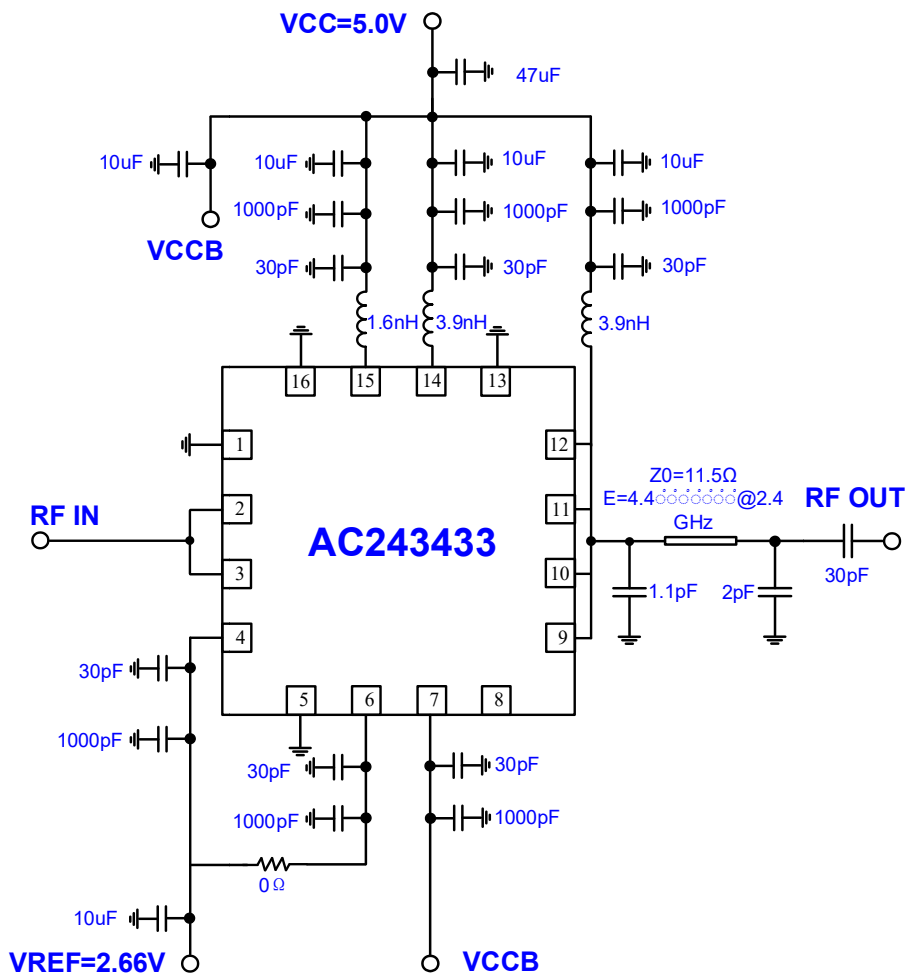 VCC=5.0V
47uF
10uF
10uF
10uF
10uF
1000pF
1000pF
1000pF
VCCB
30pF
30pF
30pF
1.6nH
3.9nH
3.9nH
16
15
14
13
1
12
2
11
3
10
4
9
5
6
7
8
RF IN
AC243433
Z0=11.5Ω
E=4.4 @2.4
GHz
RF OUT
30pF
1.1pF
2pF
30pF
1000pF
30pF
30pF
1000pF
1000pF
0Ω
10uF
VREF=2.66V
VCCB